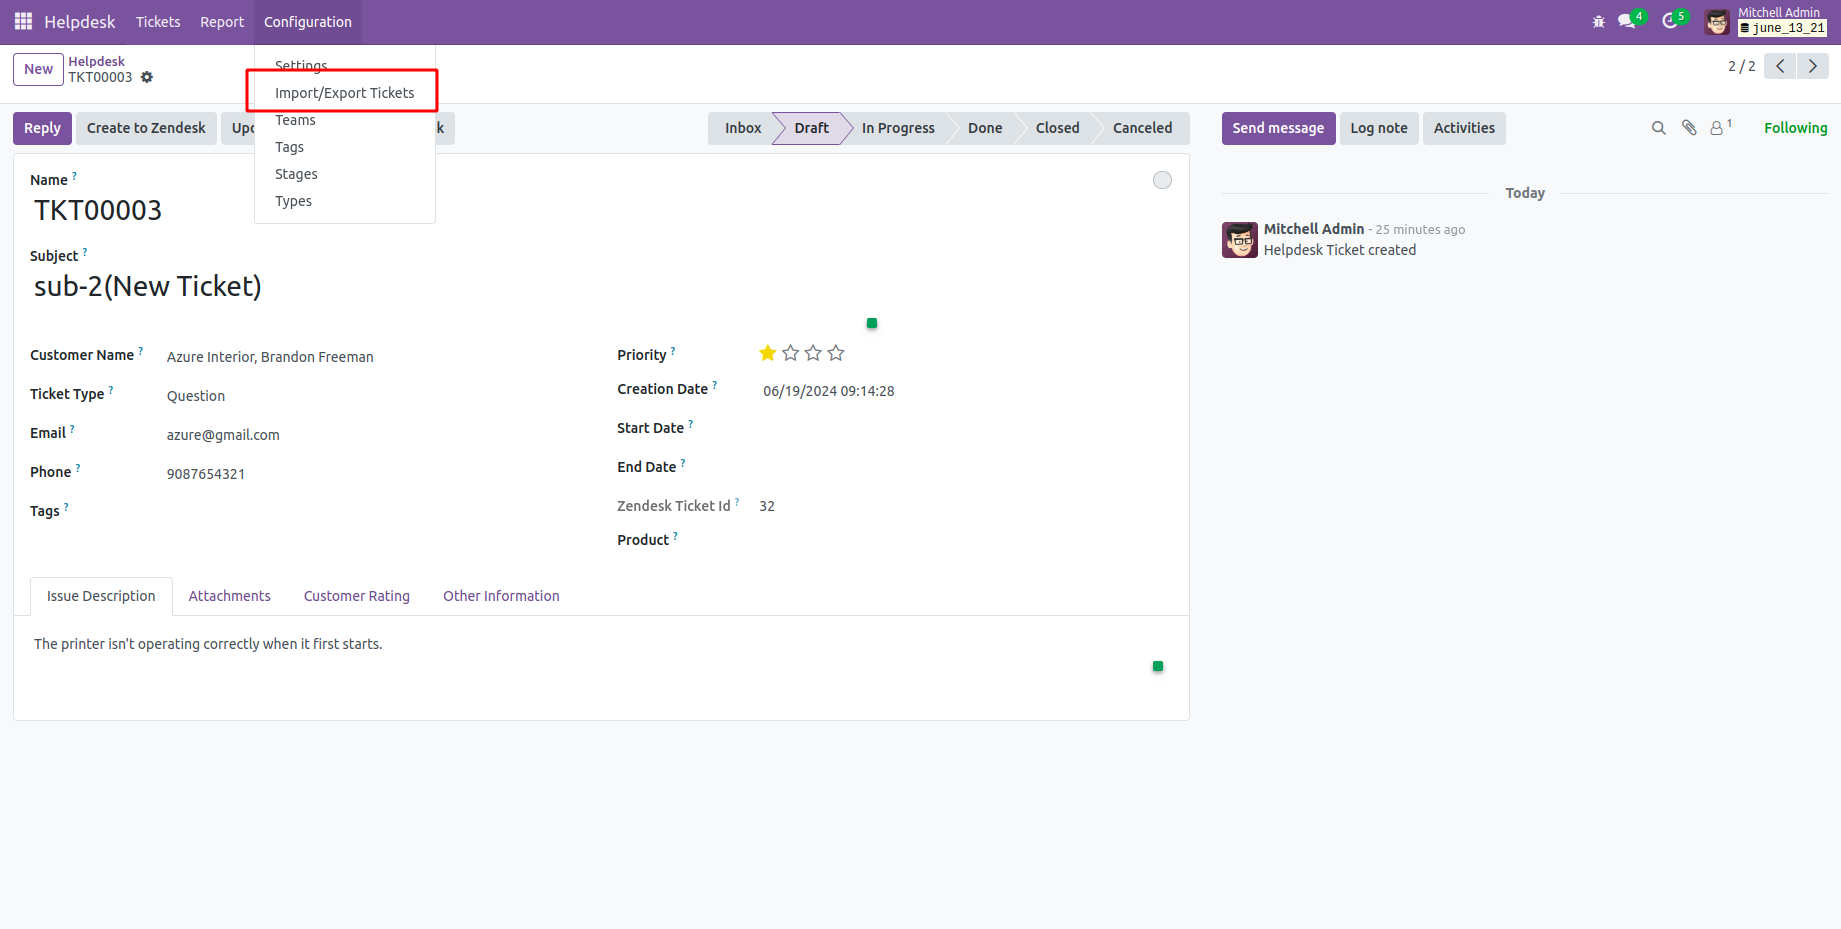 Helpdesk Tickets Report Configuration 4 5 Mitchell Admin
june_13_21
New Helpdesk
TKT00003
2 / 2
Settings
Import/Export Tickets
Teams
Tags
Stages
Types
Reply Create to Zendesk k
Inbox Draft In Progress Done Closed Canceled
Send message Log note Activities 1 Following
Name ?
TKT00003
Subject ?
sub-2(New Ticket)
Customer Name ? Azure Interior, Brandon Freeman
Ticket Type ? Question
Email ? azure@gmail.com
Phone ? 9087654321
Tags ?
Priority ?
Creation Date ? 06/19/2024 09:14:28
Start Date ?
End Date ?
Zendesk Ticket Id ? 32
Product ?
Issue Description Attachments Customer Rating Other Information
The printer isn't operating correctly when it first starts.
Today
Mitchell Admin - 25 minutes ago
Helpdesk Ticket created